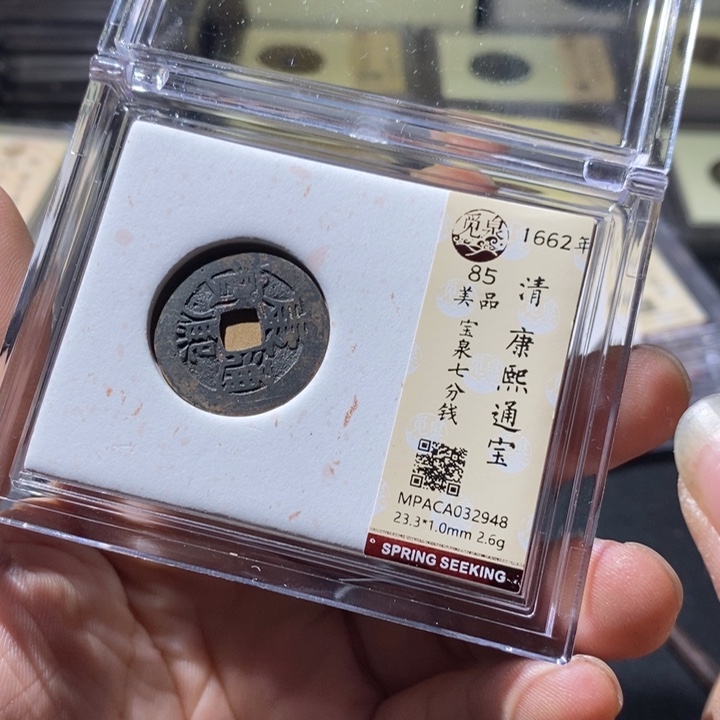 觅泉
1662年
85
美品
清 康熙通宝
宝泉七分钱
MPACA032948
23.3*1.0mm 2.6g
SPRING SEEKING